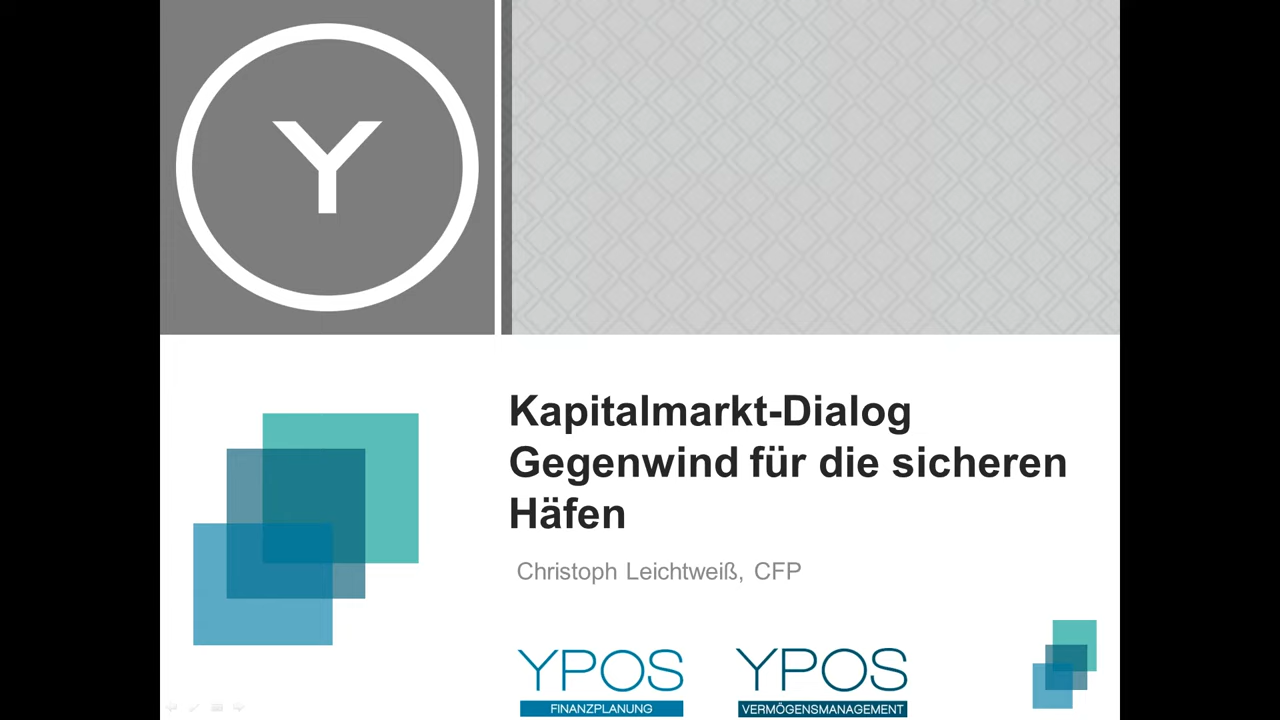 Y
Kapitalmarkt-Dialog
Gegenwind für die sicheren
Häfen
Christoph Leichtweiß, CFP
YPOS
FINANZPLANUNG
YPOS
VERMÖGENSMANAGEMENT